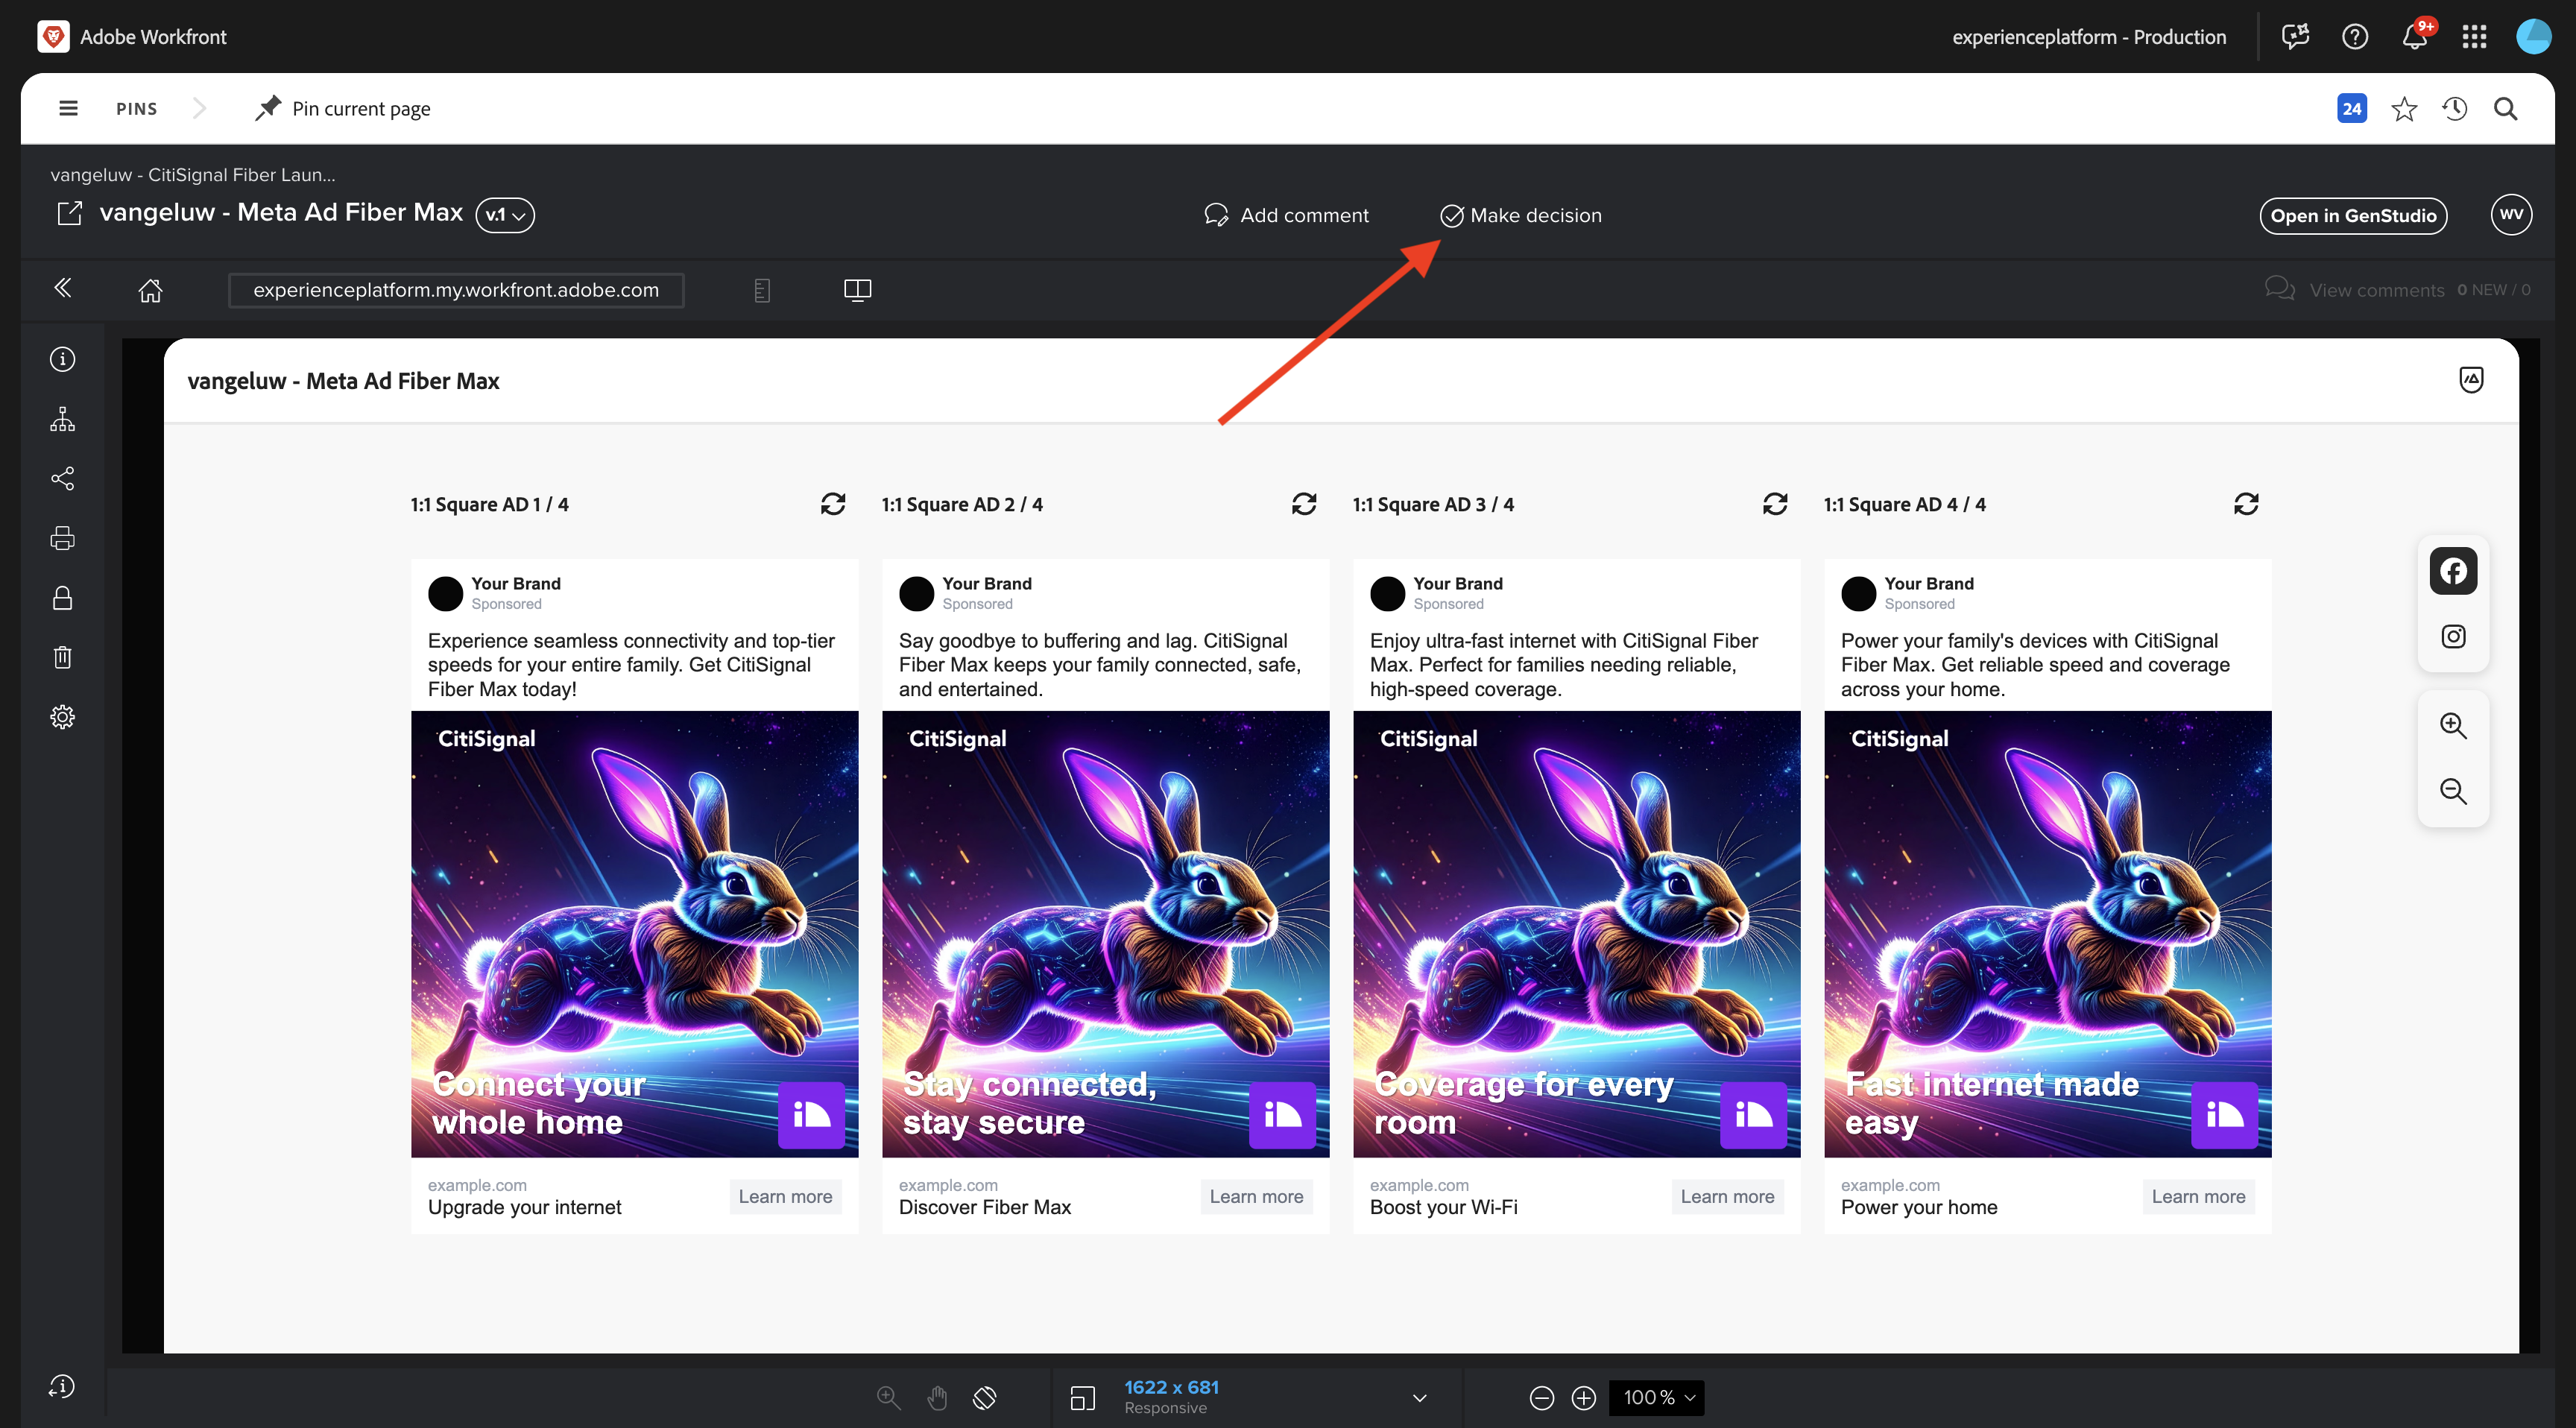 Adobe Workfront
experienceplatform - Production
9+
PINS
Pin current page
24
vangeluw - CitiSignal Fiber Laun...
vangeluw - Meta Ad Fiber Max
v.1
Add comment
Make decision
Open in GenStudio
WV
experienceplatform.my.workfront.adobe.com
View comments 0 NEW / 0
vangeluw - Meta Ad Fiber Max
1:1 Square AD 1 / 4
Your Brand
Sponsored
Experience seamless connectivity and top-tier
speeds for your entire family. Get CitiSignal
Fiber Max today!
CitiSignal
Connect your
whole home
example.com
Upgrade your internet
Learn more
1:1 Square AD 2 / 4
Your Brand
Sponsored
Say goodbye to buffering and lag. CitiSignal
Fiber Max keeps your family connected, safe,
and entertained.
CitiSignal
Stay connected,
stay secure
example.com
Discover Fiber Max
Learn more
1:1 Square AD 3 / 4
Your Brand
Sponsored
Enjoy ultra-fast internet with CitiSignal Fiber
Max. Perfect for families needing reliable,
high-speed coverage.
CitiSignal
Coverage for every
room
example.com
Boost your Wi-Fi
Learn more
1:1 Square AD 4 / 4
Your Brand
Sponsored
Power your family's devices with CitiSignal
Fiber Max. Get reliable speed and coverage
across your home.
CitiSignal
Fast internet made
easy
example.com
Power your home
Learn more
1622 x 681
Responsive
100 %